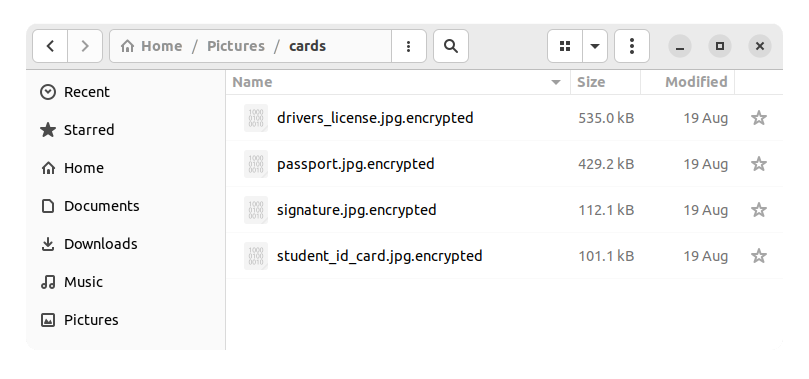 Home / Pictures / cards
Name Size Modified
Recent
Starred
Home
Documents
Downloads
Music
Pictures
drivers_license.jpg.encrypted 535.0 kB 19 Aug
passport.jpg.encrypted 429.2 kB 19 Aug
signature.jpg.encrypted 112.1 kB 19 Aug
student_id_card.jpg.encrypted 101.1 kB 19 Aug